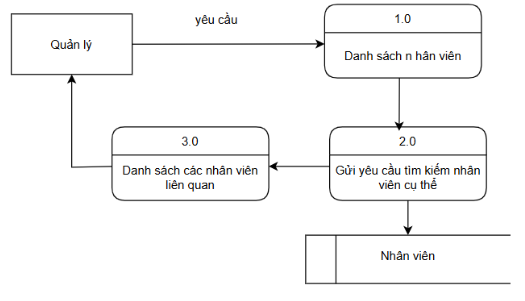 yêu cầu
1.0
Quản lý
Danh sách n hân viên
3.0
2.0
Danh sách các nhân viên
liên quan
Gửi yêu cầu tìm kiếm nhân
viên cụ thể
Nhân viên